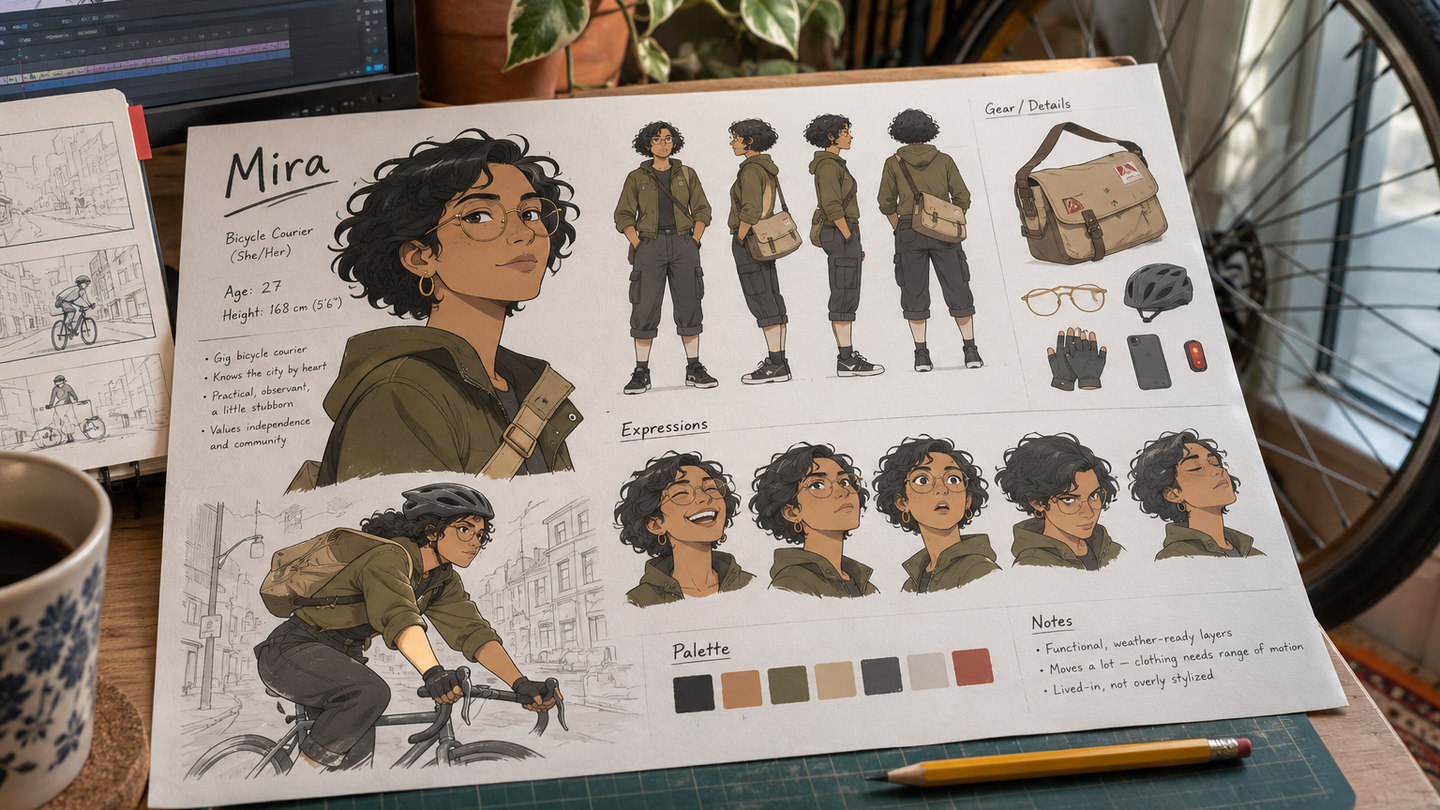 Mira
Bicycle Courier
(She/Her)
Age: 27
Height: 168 cm (5'6")
• Gig bicycle courier
• Knows the city by heart
• Practical, observant,
a little stubborn
• Values independence
and community
Gear / Details
Expressions
Palette
Notes
• Functional, weather-ready layers
• Moves a lot — clothing needs range of motion
• Lived-in, not overly stylized